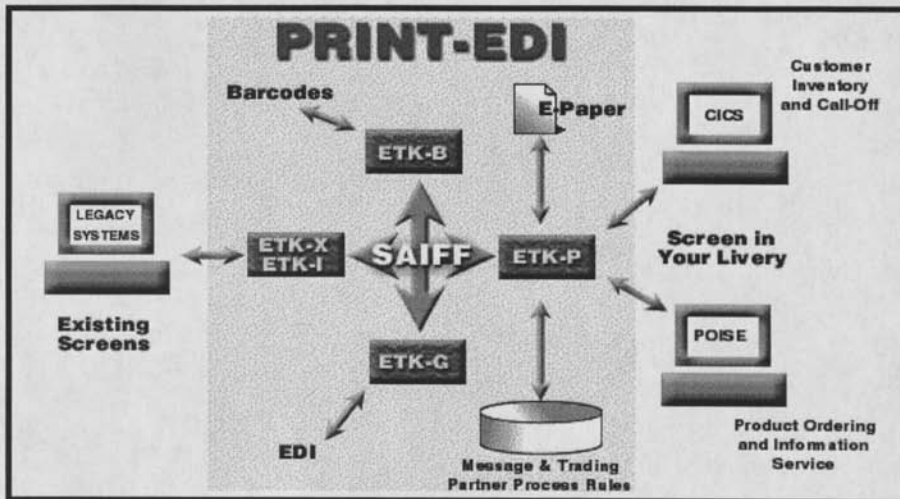 PRINT-EDI
Barcodes
E-Paper
Customer
Inventory
and Call-Off
CICS
ETK-B
LEGACY
SYSTEMS
ETK-X
ETK-I
SAIFF
ETK-P
Screen in
Your Livery
Existing
Screens
ETK-G
POISE
EDI
Message & Trading
Partner Process Rules
Product Ordering
and Information
Service